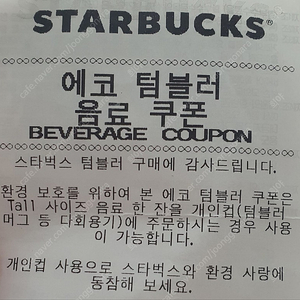 STARBUCKS®
에코 텀블러
음료 쿠폰
BEVERAGE COUPON
스타벅스 텀블러 구매에 감사드립니다.
환경 보호를 위하여 본 에코 텀블러 쿠폰은
Tall 사이즈 음료 한 잔을 개인컵(텀블러
머그 등 다회용기)에 주문하시는 경우 사용
이 가능합니다.
개인컵 사용으로 스타벅스와 환경 사랑에
동참해 보세요.